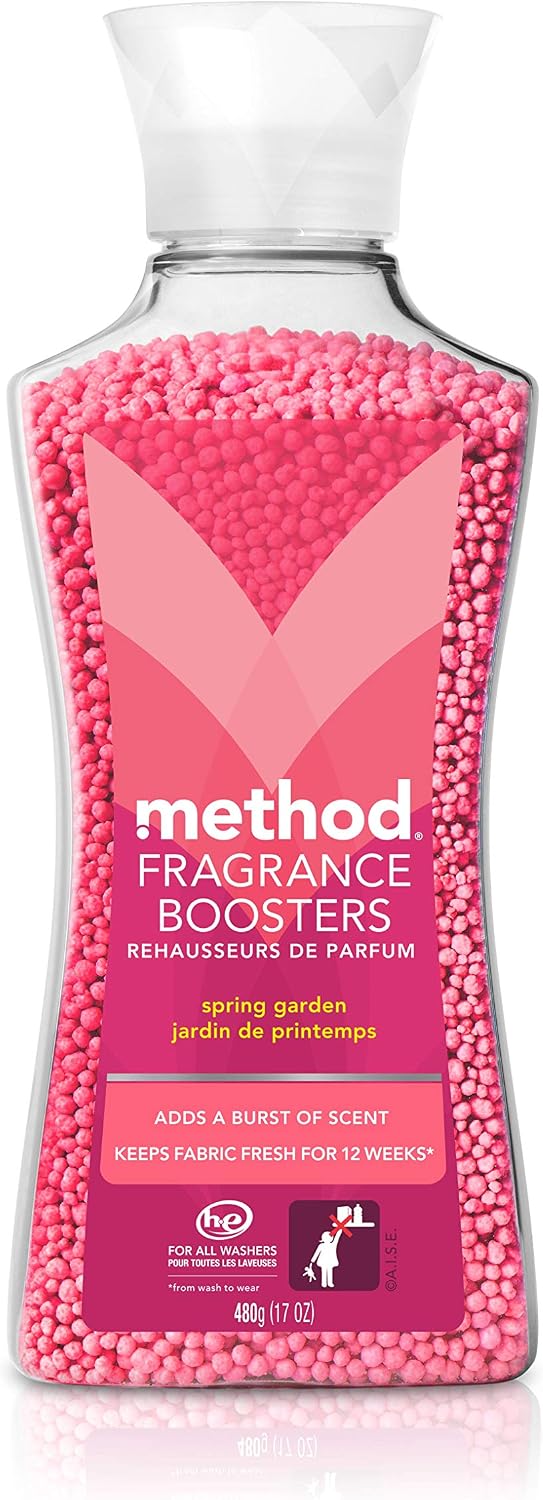 method®
FRAGRANCE
BOOSTERS
REHAUSSEURS DE PARFUM
spring garden
jardin de printemps
ADDS A BURST OF SCENT
KEEPS FABRIC FRESH FOR 12 WEEKS*
he
FOR ALL WASHERS
POUR TOUTES LES LAVEUSES
*from wash to wear
©A.I.S.E.
480g (17 OZ)